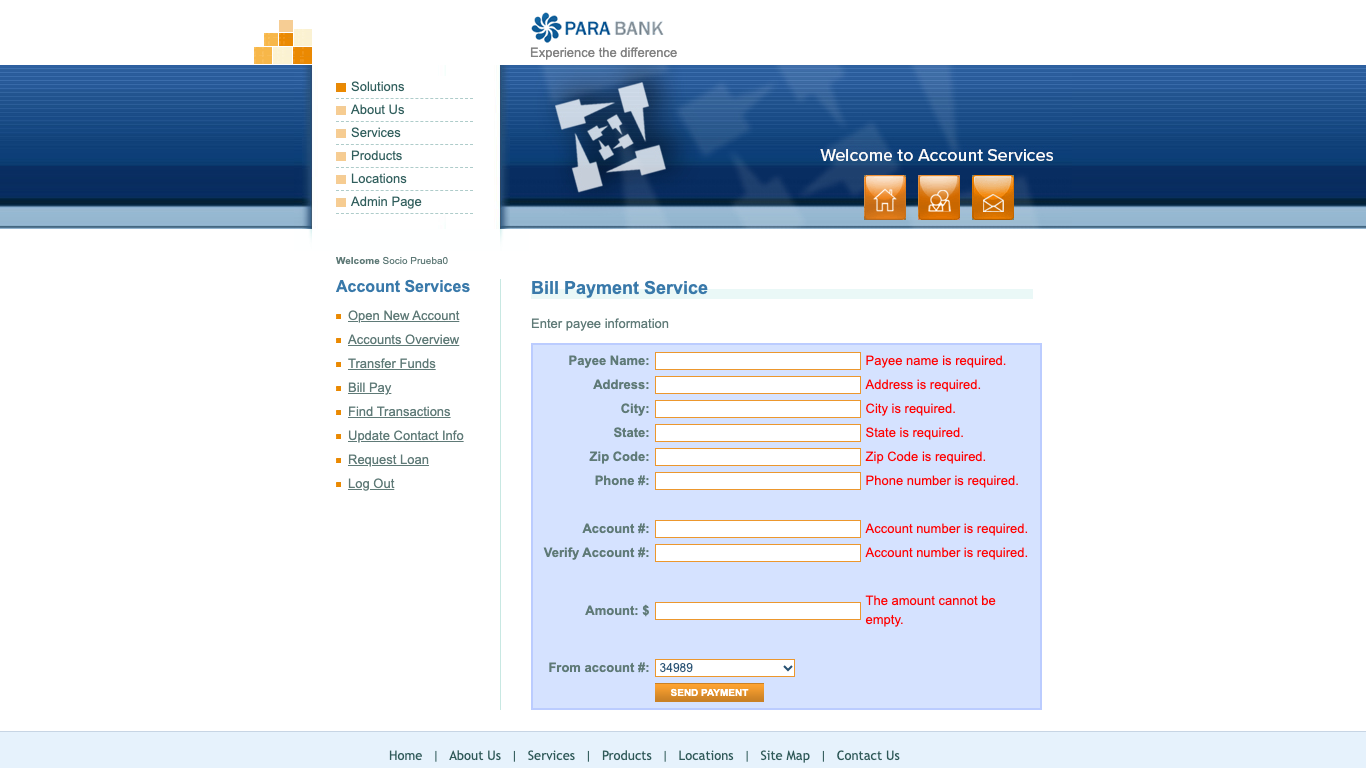 PARA BANK
Experience the difference
Solutions
About Us
Services
Products
Locations
Admin Page
Welcome to Account Services
Welcome Socio Prueba0
Account Services
Open New Account
Accounts Overview
Transfer Funds
Bill Pay
Find Transactions
Update Contact Info
Request Loan
Log Out
Bill Payment Service
Enter payee information
Payee Name: Payee name is required.
Address: Address is required.
City: City is required.
State: State is required.
Zip Code: Zip Code is required.
Phone #: Phone number is required.
Account #: Account number is required.
Verify Account #: Account number is required.
Amount: $ The amount cannot be
empty.
From account #: 34989
SEND PAYMENT
Home | About Us | Services | Products | Locations | Site Map | Contact Us